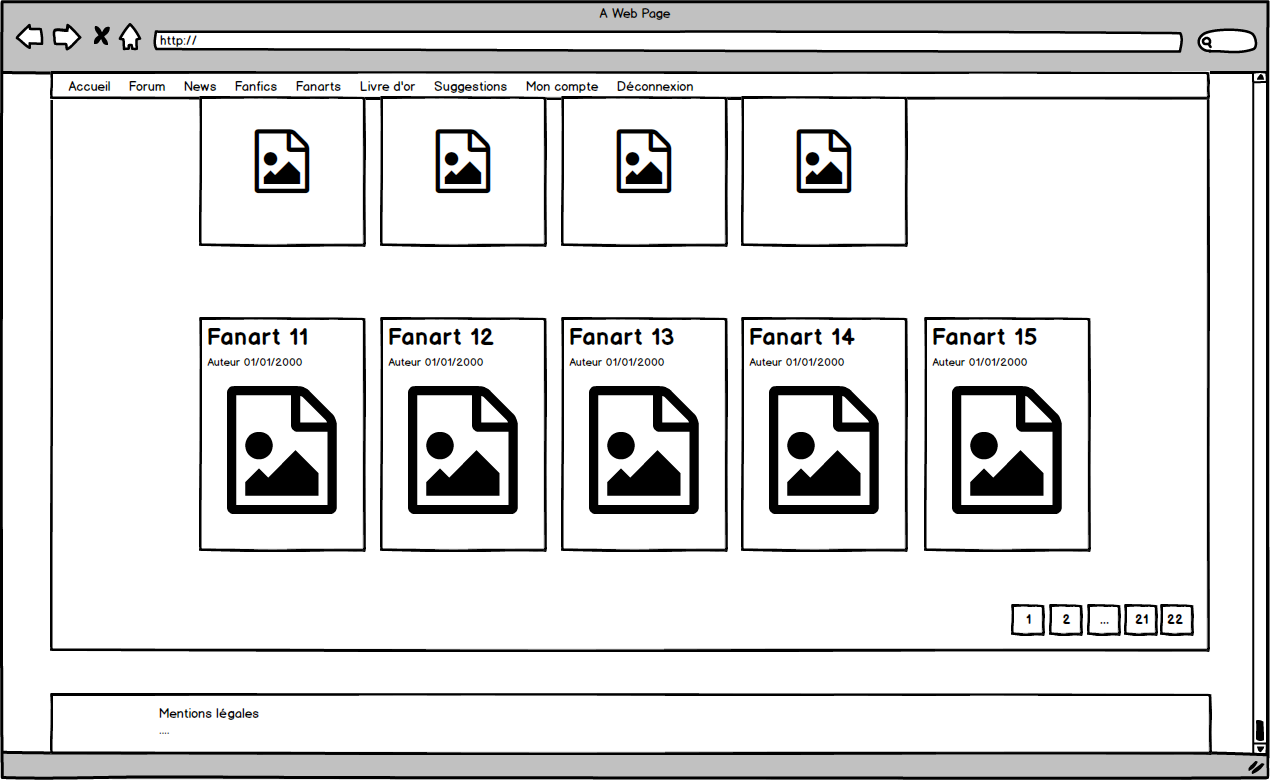 A Web Page
http://
Accueil Forum News Fanfics Fanarts Livre d'or Suggestions Mon compte Déconnexion
Fanart 11 Fanart 12 Fanart 13 Fanart 14 Fanart 15
Auteur 01/01/2000 Auteur 01/01/2000 Auteur 01/01/2000 Auteur 01/01/2000 Auteur 01/01/2000
1 2 ... 21 22
Mentions légales
....